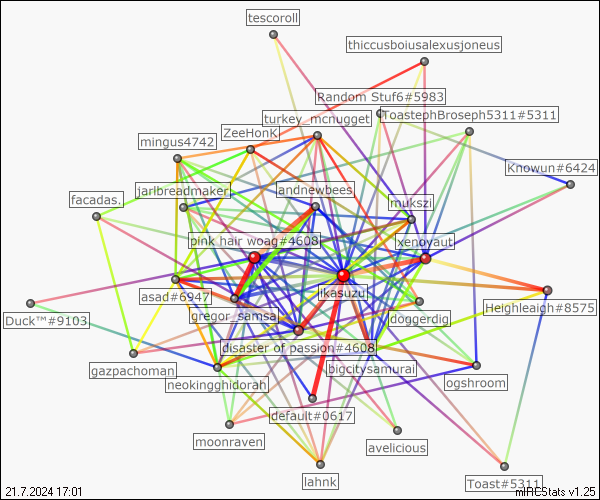 tescoroll
thiccusboiusalexusjoneus
Random Stuf6#5983
ToastephBroseph5311#5311
turkey_mcnugget
ZeeHonK
mingus4742
Knowun#6424
jarlbreadmaker
andnewbees
facadas.
mukszi
pink hair woag#4608
xenovaut
ikasuzu
asad#6947
Heighleaigh#8575
gregor_samsa
doggerdig
Duck™#9103
disaster of passion#4608
gazpachoman
bigcitysamurai
neokingghidorah
ogshroom
default#0617
moonraven
avelicious
lahnk
Toast#5311
21.7.2024 17:01
mIRCStats v1.25